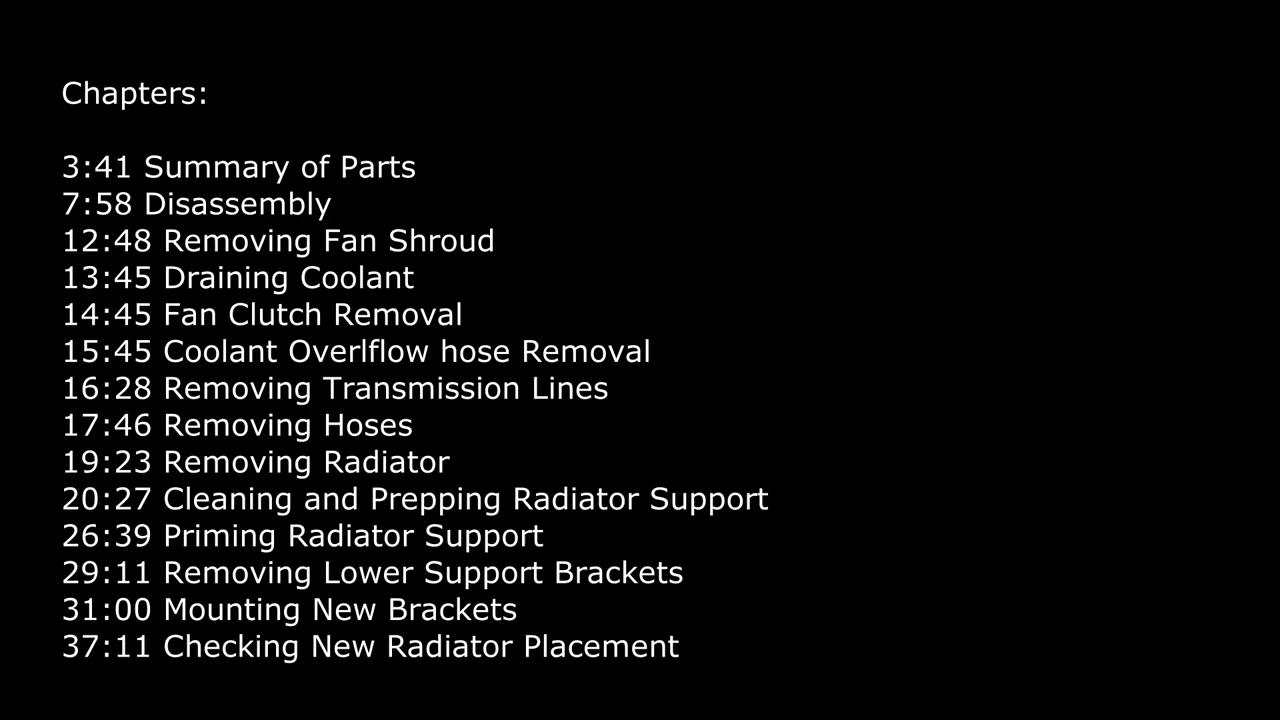 Chapters:
3:41 Summary of Parts
7:58 Disassembly
12:48 Removing Fan Shroud
13:45 Draining Coolant
14:45 Fan Clutch Removal
15:45 Coolant Overlflow hose Removal
16:28 Removing Transmission Lines
17:46 Removing Hoses
19:23 Removing Radiator
20:27 Cleaning and Prepping Radiator Support
26:39 Priming Radiator Support
29:11 Removing Lower Support Brackets
31:00 Mounting New Brackets
37:11 Checking New Radiator Placement